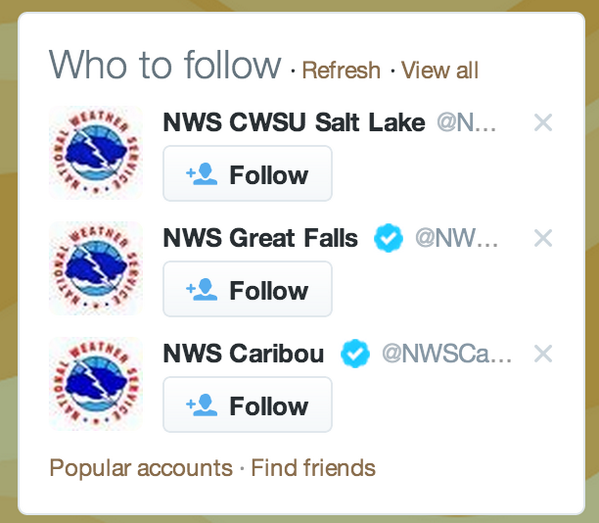 Who to follow · Refresh · View all
NWS CWSU Salt Lake @N...
Follow
NWS Great Falls @NW...
Follow
NWS Caribou @NWSCa...
Follow
Popular accounts · Find friends
NATIONAL WEATHER SERVICE
NATIONAL WEATHER SERVICE
NATIONAL WEATHER SERVICE